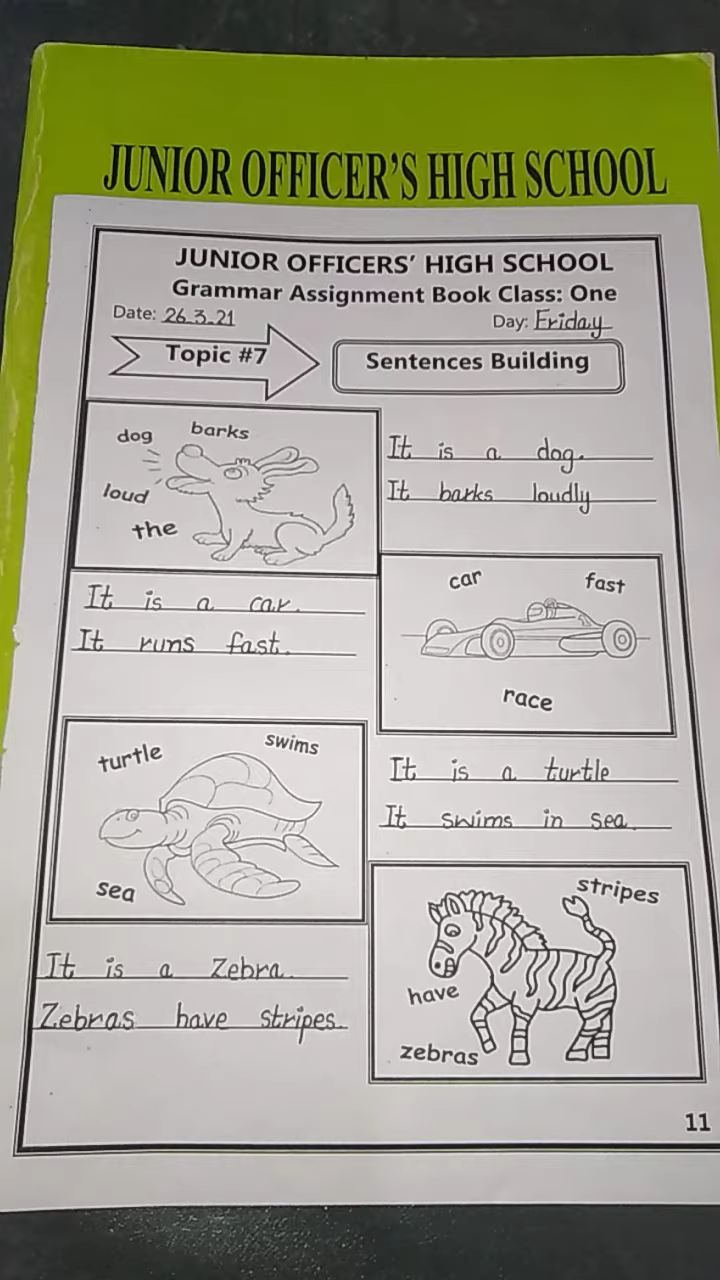 JUNIOR OFFICER'S HIGH SCHOOL
JUNIOR OFFICERS' HIGH SCHOOL
Grammar Assignment Book Class: One
Date: 26.3.21
Day: Friday
Topic #7
Sentences Building
dog
barks
loud
the
It is a dog.
It barks loudly
It is a car.
It runs fast.
car
fast
race
turtle
swims
sea
It is a turtle
It swims in sea.
It is a Zebra.
Zebras have stripes.
stripes
have
zebras
11